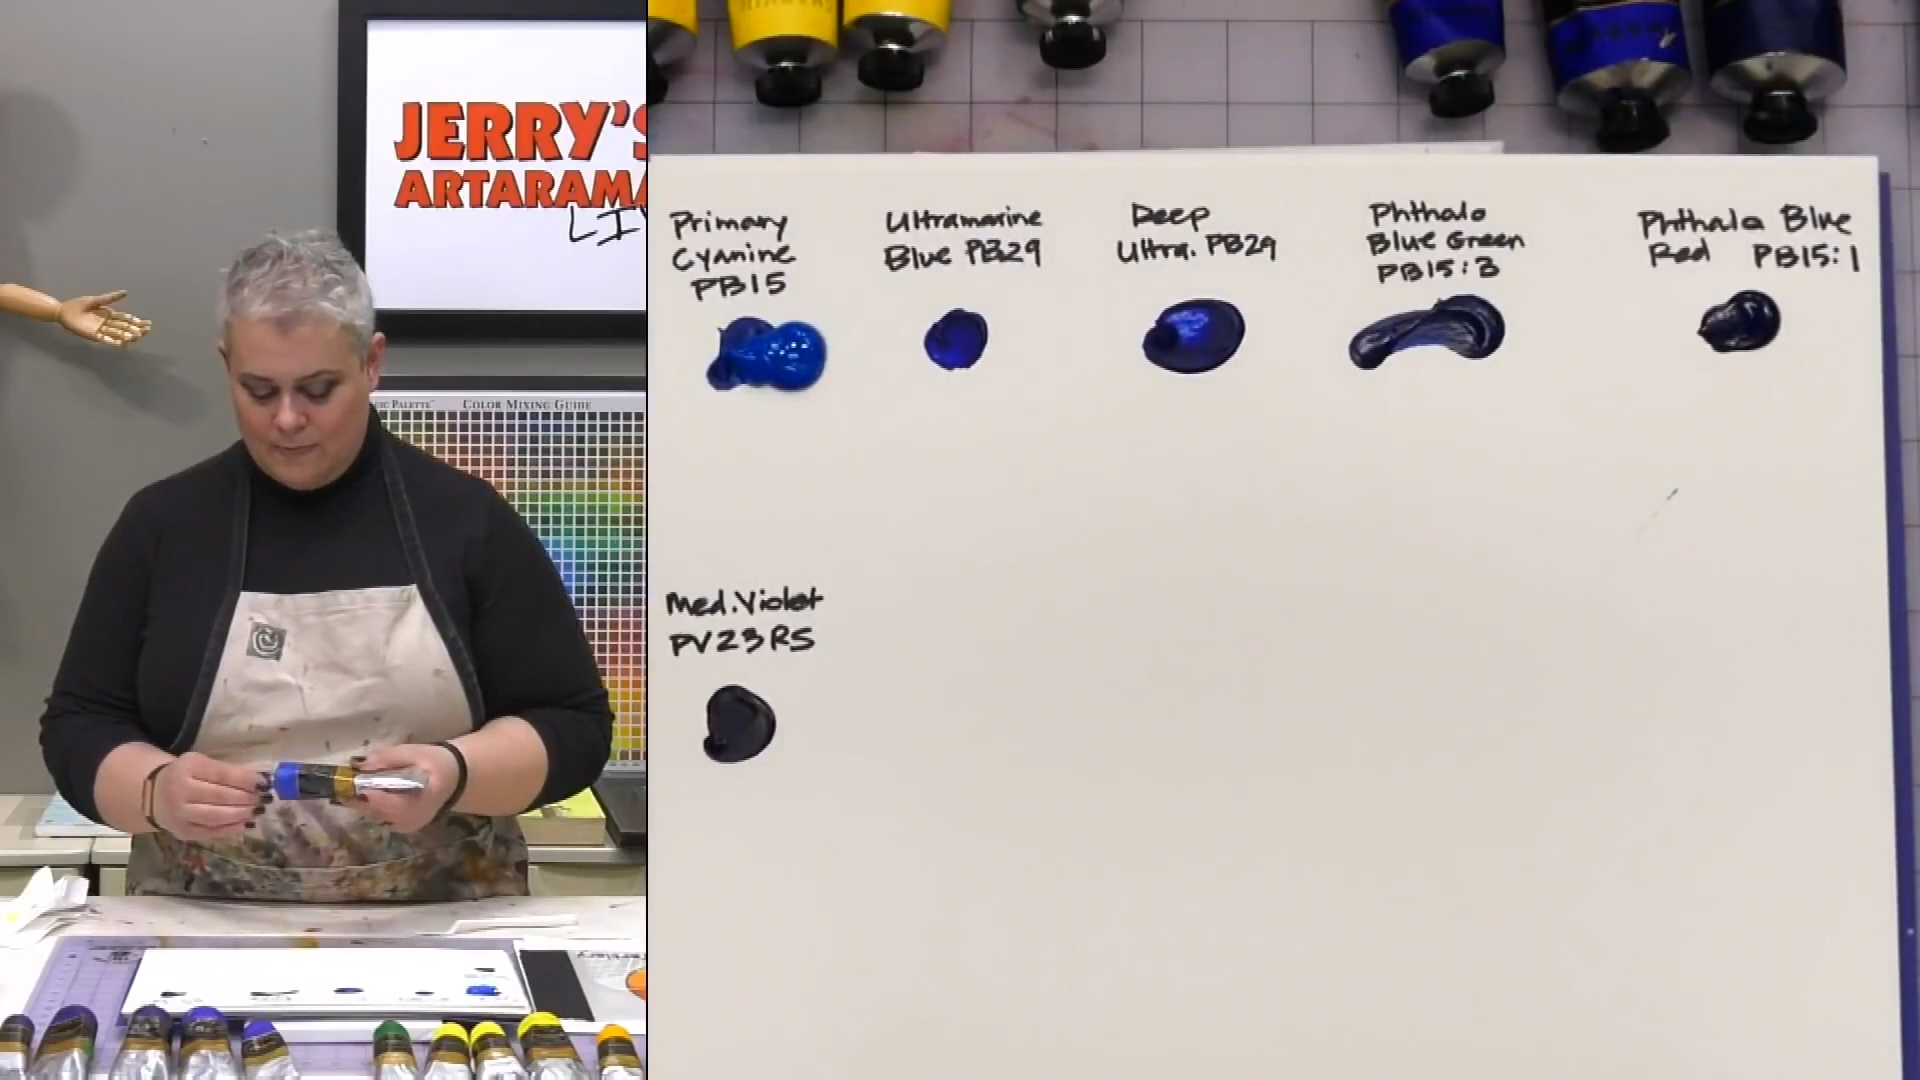 JERRY'S
ARTARAMA
LIV
COLOR MIXING GUIDE
Primary
Cyanine
PB15
Ultramarine
Blue PB29
Deep
Ultra. PB29
Phthalo
Blue Green
PB15:3
Phthalo Blue
Red PB15:1
Med. Violet
PV23RS